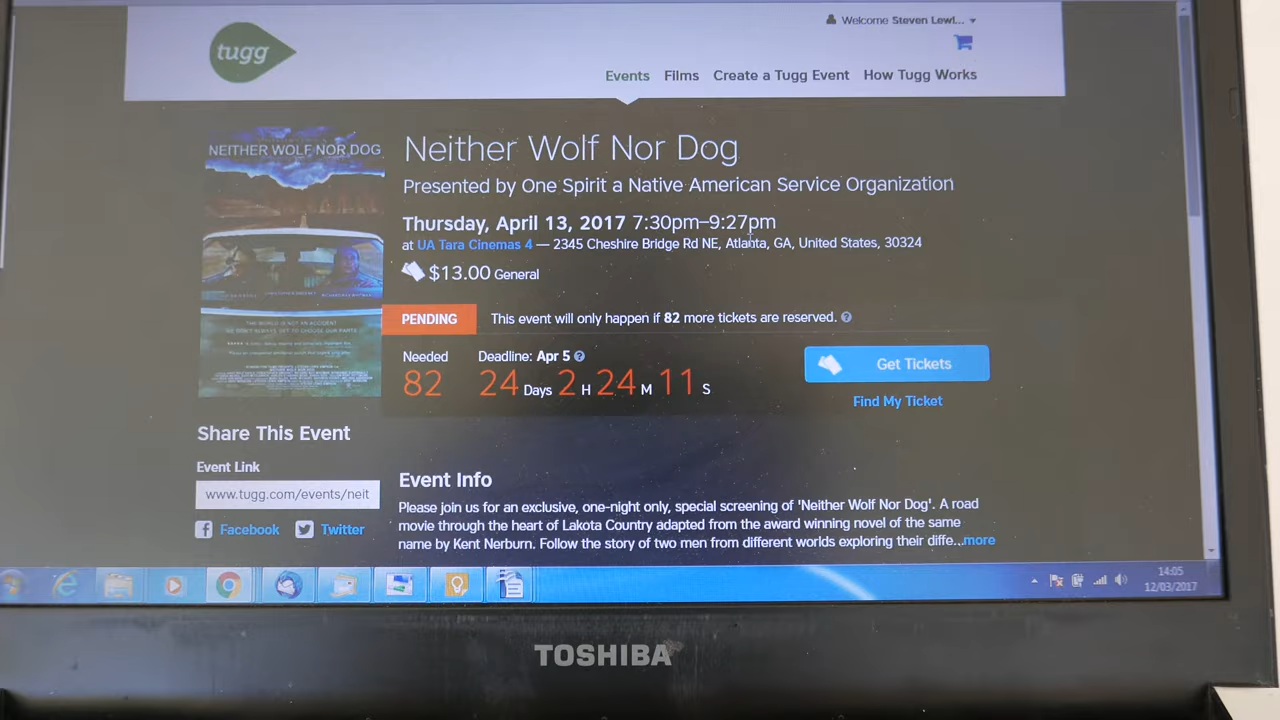 tugg
Welcome Steven Lewl...
Events Films Create a Tugg Event How Tugg Works
NEITHER WOLF NOR DOG
Neither Wolf Nor Dog
Presented by One Spirit a Native American Service Organization
Thursday, April 13, 2017 7:30pm–9:27pm
at UA Tara Cinemas 4 — 2345 Cheshire Bridge Rd NE, Atlanta, GA, United States, 30324
$13.00 General
PENDING This event will only happen if 82 more tickets are reserved. ?
Needed Deadline: Apr 5 ?
82 24 Days 2 H 24 M 11 S
Get Tickets
Find My Ticket
Share This Event
Event Link
www.tugg.com/events/neit
Facebook Twitter
Event Info
Please join us for an exclusive, one-night only, special screening of 'Neither Wolf Nor Dog'. A road
movie through the heart of Lakota Country adapted from the award winning novel of the same
name by Kent Nerburn. Follow the story of two men from different worlds exploring their diffe...more
14:05
12/03/2017
TOSHIBA